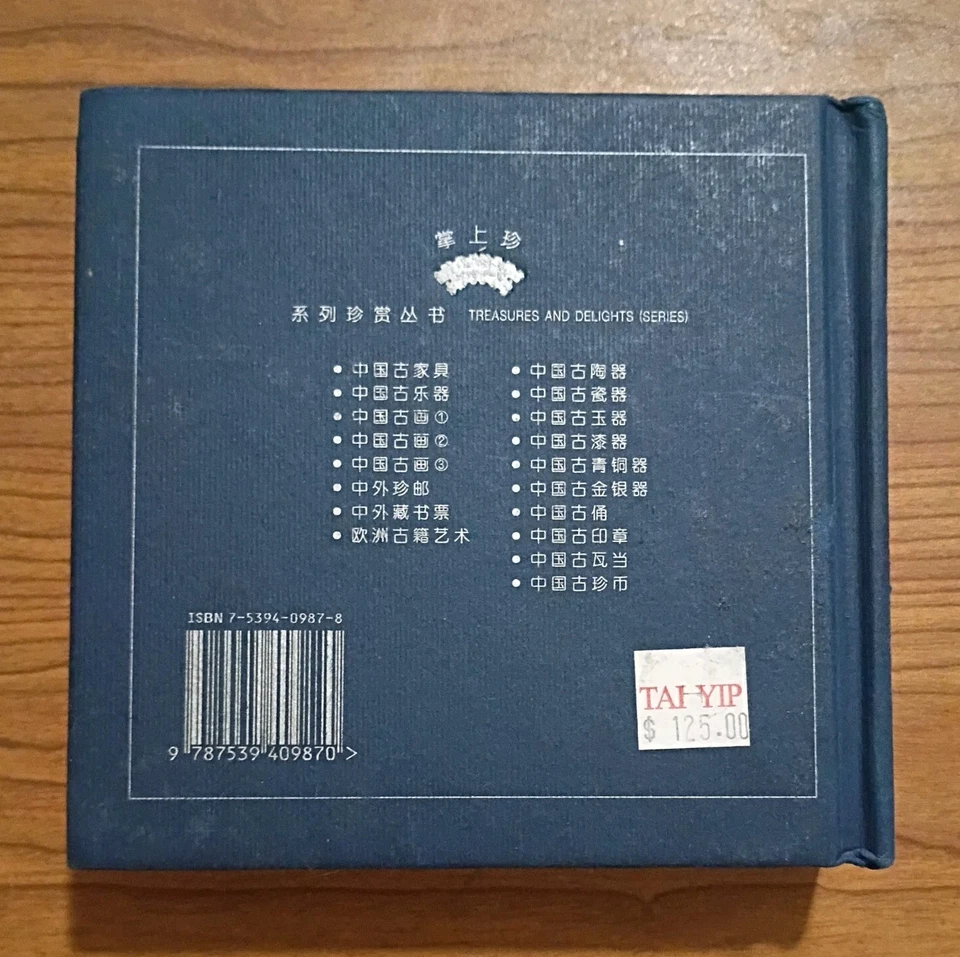 掌上珍
系列珍赏丛书 TREASURES AND DELIGHTS (SERIES)
• 中国古家具
• 中国古乐器
• 中国古画①
• 中国古画②
• 中国古画③
• 中外珍邮
• 中外藏书票
• 欧洲古籍艺术
• 中国古陶器
• 中国古瓷器
• 中国古玉器
• 中国古漆器
• 中国古青铜器
• 中国古金银器
• 中国古俑
• 中国古印章
• 中国古瓦当
• 中国古珍币
ISBN 7-5394-0987-8
9 787539 409870 >
TAI YIP
$ 125.00